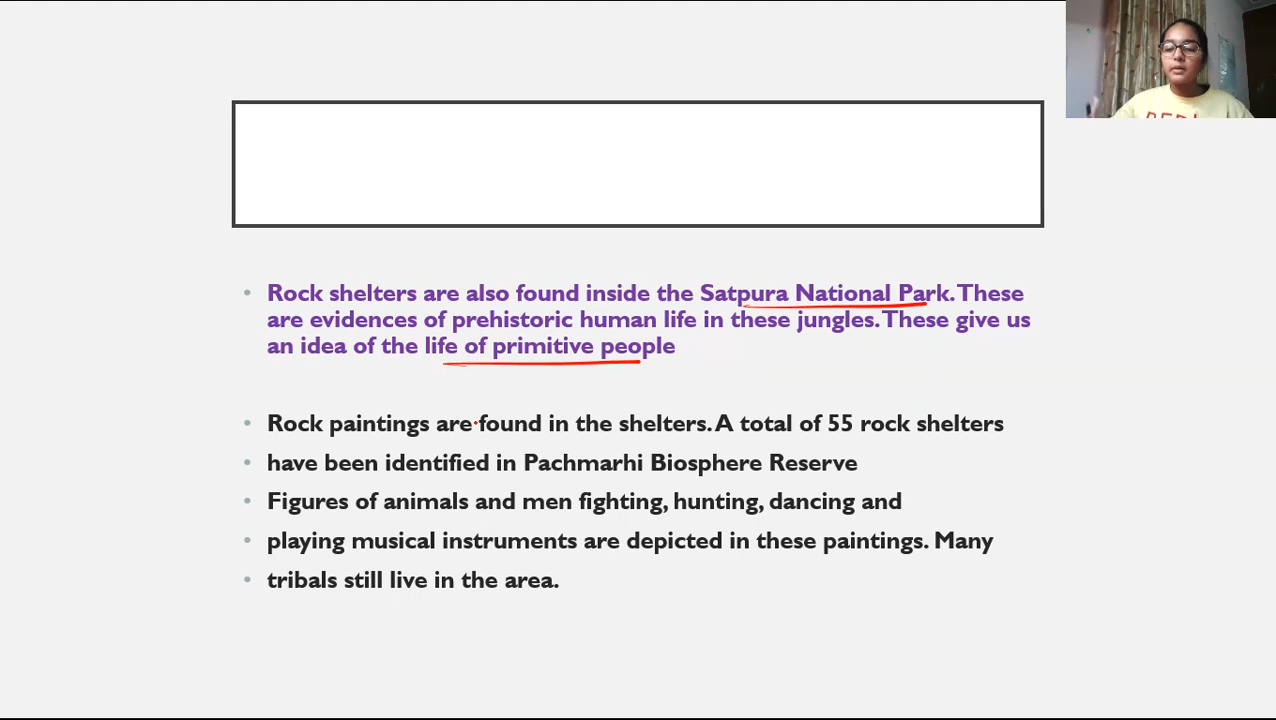 Rock shelters are also found inside the Satpura National Park. These
are evidences of prehistoric human life in these jungles. These give us
an idea of the life of primitive people
Rock paintings are found in the shelters. A total of 55 rock shelters
have been identified in Pachmarhi Biosphere Reserve
Figures of animals and men fighting, hunting, dancing and
playing musical instruments are depicted in these paintings. Many
tribals still live in the area.